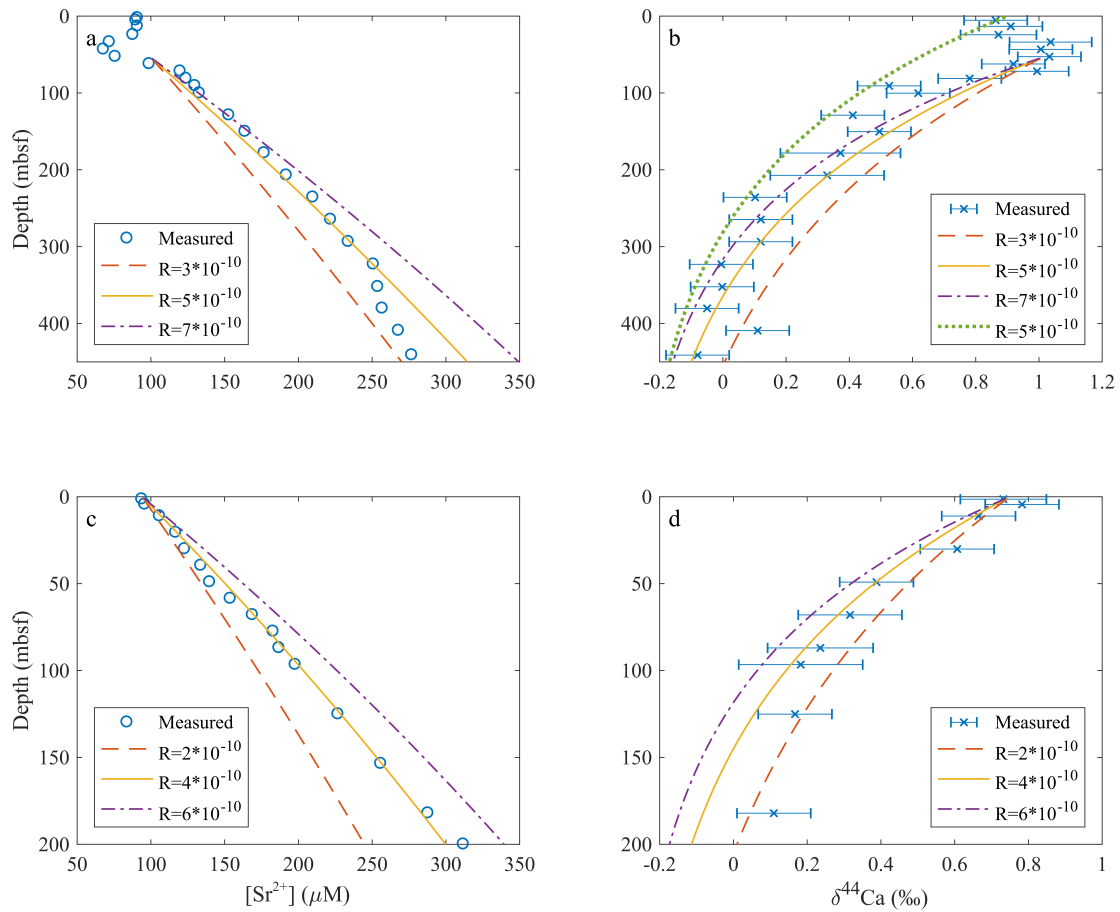 a
0
100
200
300
400
Depth (mbsf)
50
100
150
200
250
300
350
Measured
R=3*10^-10
R=5*10^-10
R=7*10^-10
b
0
100
200
300
400
-0.2
0
0.2
0.4
0.6
0.8
1
1.2
Measured
R=3*10^-10
R=5*10^-10
R=7*10^-10
R=5*10^-10
c
0
50
100
150
200
Depth (mbsf)
50
100
150
200
250
300
350
[Sr^2+] (μM)
Measured
R=2*10^-10
R=4*10^-10
R=6*10^-10
d
0
50
100
150
200
-0.2
0
0.2
0.4
0.6
0.8
1
δ^44Ca (‰)
Measured
R=2*10^-10
R=4*10^-10
R=6*10^-10